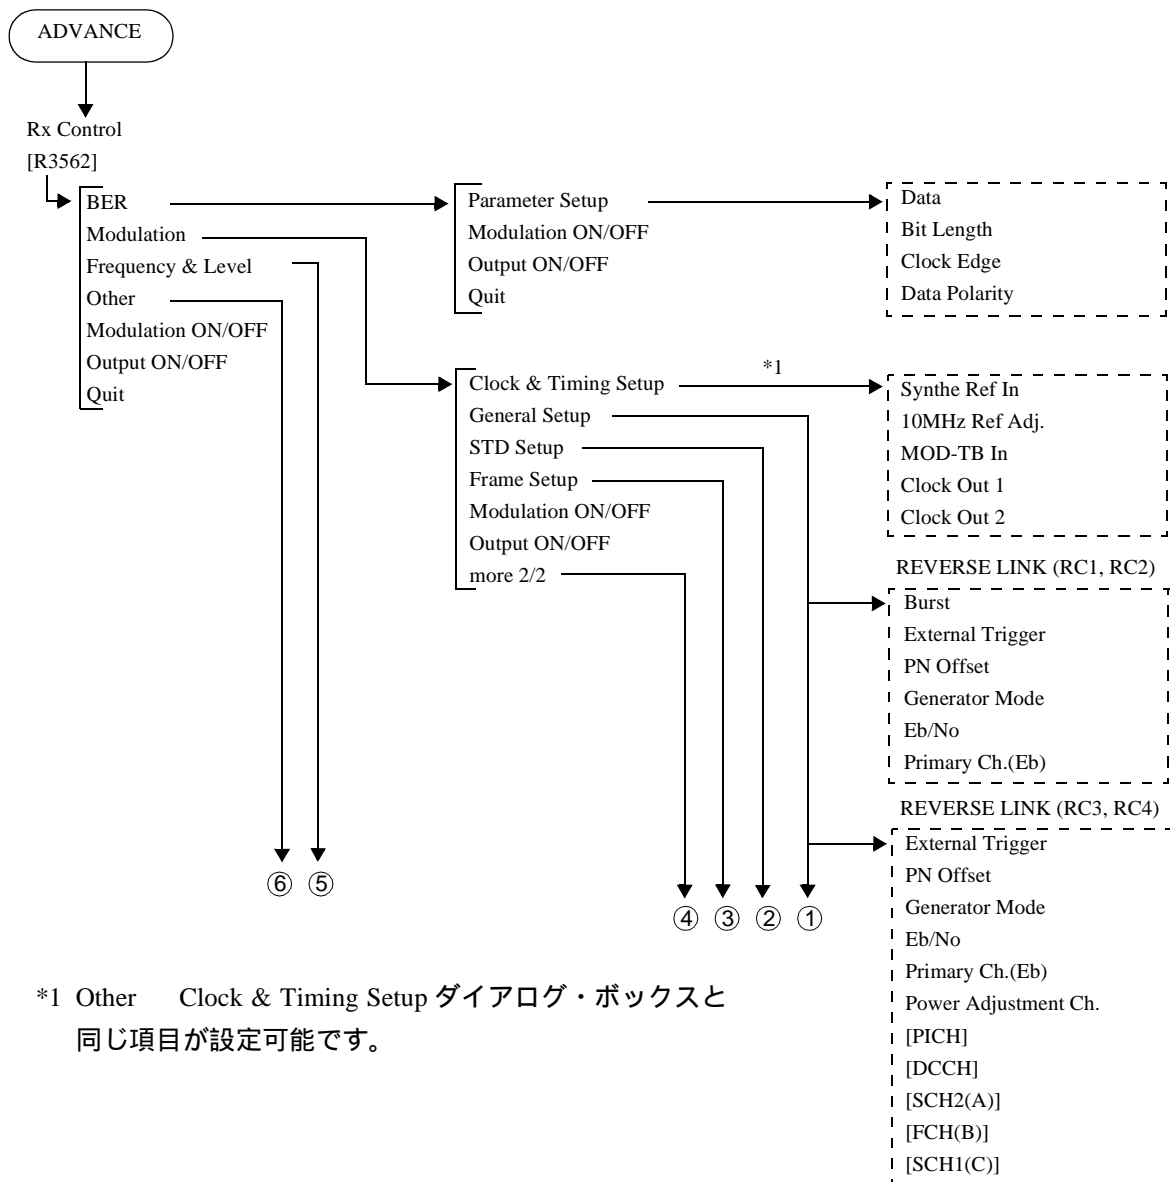 ADVANCE
Rx Control
[R3562]
BER
Modulation
Frequency & Level
Other
Modulation ON/OFF
Output ON/OFF
Quit
Parameter Setup
Modulation ON/OFF
Output ON/OFF
Quit
Data
Bit Length
Clock Edge
Data Polarity
Clock & Timing Setup
*1
General Setup
STD Setup
Frame Setup
Modulation ON/OFF
Output ON/OFF
more 2/2
Synthe Ref In
10MHz Ref Adj.
MOD-TB In
Clock Out 1
Clock Out 2
REVERSE LINK (RC1, RC2)
Burst
External Trigger
PN Offset
Generator Mode
Eb/No
Primary Ch.(Eb)
REVERSE LINK (RC3, RC4)
External Trigger
PN Offset
Generator Mode
Eb/No
Primary Ch.(Eb)
Power Adjustment Ch.
[PICH]
[DCCH]
[SCH2(A)]
[FCH(B)]
[SCH1(C)]
⑥ ⑤
④ ③ ② ①
*1 Other Clock & Timing Setup ダイアログ・ボックスと
同じ項目が設定可能です。